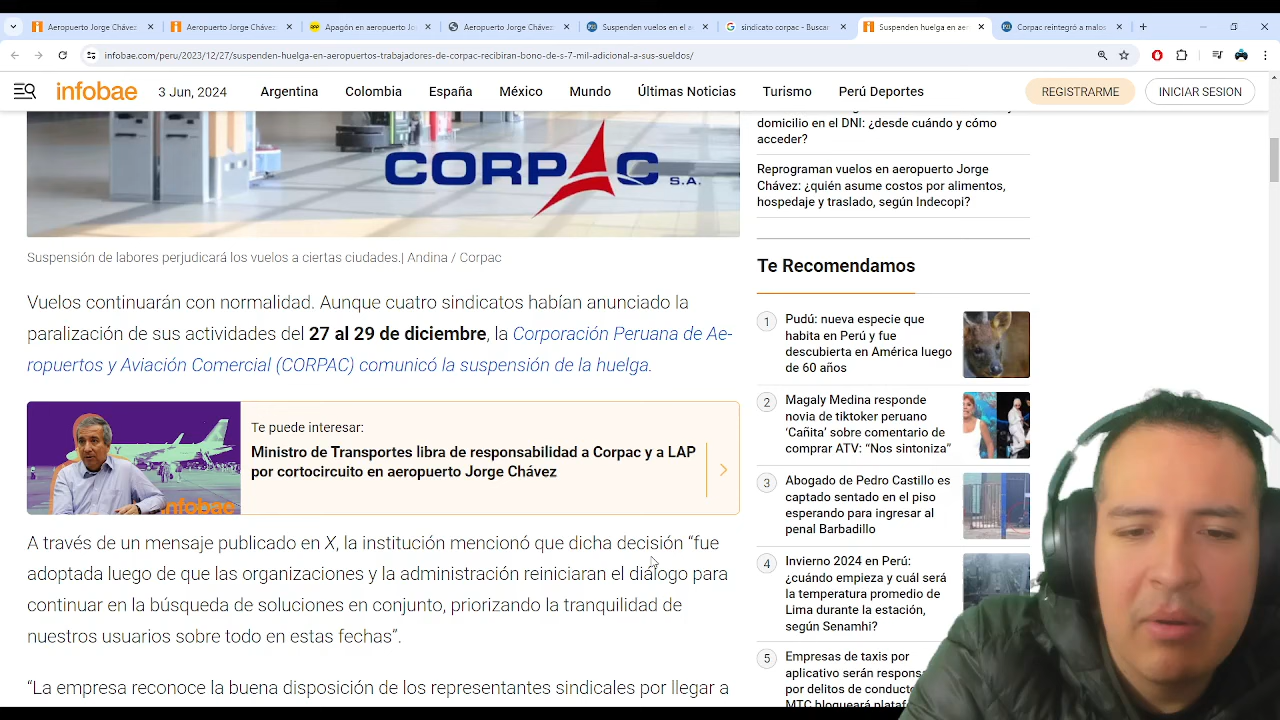 Aeropuerto Jorge Chávez
Aeropuerto Jorge Chávez:
Apagón en aeropuerto Jo
Aeropuerto Jorge Chávez:
Suspenden vuelos en el a
sindicato corpac - Buscar
Suspenden huelga en aer
Corpac reintegró a malos
infobae.com/peru/2023/12/27/suspenden-huelga-en-aeropuertos-trabajadores-de-corpac-recibiran-bono-de-s-7-mil-adicional-a-sus-sueldos/
infobae
3 Jun, 2024
Argentina
Colombia
España
México
Mundo
Últimas Noticias
Turismo
Perú Deportes
REGISTRARME
INICIAR SESION
CORPAC S.A.
Suspensión de labores perjudicará los vuelos a ciertas ciudades.| Andina / Corpac
Vuelos continuarán con normalidad. Aunque cuatro sindicatos habían anunciado la
paralización de sus actividades del 27 al 29 de diciembre, la Corporación Peruana de Ae-
ropuertos y Aviación Comercial (CORPAC) comunicó la suspensión de la huelga.
infobae
Te puede interesar:
Ministro de Transportes libra de responsabilidad a Corpac y a LAP
por cortocircuito en aeropuerto Jorge Chávez
A través de un mensaje publicado en X, la institución mencionó que dicha decisión “fue
adoptada luego de que las organizaciones y la administración reiniciaran el diálogo para
continuar en la búsqueda de soluciones en conjunto, priorizando la tranquilidad de
nuestros usuarios sobre todo en estas fechas”.
“La empresa reconoce la buena disposición de los representantes sindicales por llegar a
domicilio en el DNI: ¿desde cuándo y cómo
acceder?
Reprograman vuelos en aeropuerto Jorge
Chávez: ¿quién asume costos por alimentos,
hospedaje y traslado, según Indecopi?
Te Recomendamos
1
Pudú: nueva especie que
habita en Perú y fue
descubierta en América luego
de 60 años
2
Magaly Medina responde
novia de tiktoker peruano
‘Cañita’ sobre comentario de
comprar ATV: “Nos sintoniza”
3
Abogado de Pedro Castillo es
captado sentado en el piso
esperando para ingresar al
penal Barbadillo
4
Invierno 2024 en Perú:
¿cuándo empieza y cuál será
la temperatura promedio de
Lima durante la estación,
según Senamhi?
5
Empresas de taxis por
aplicativo serán respons
por delitos de conducto
MTC bloqueará plataf